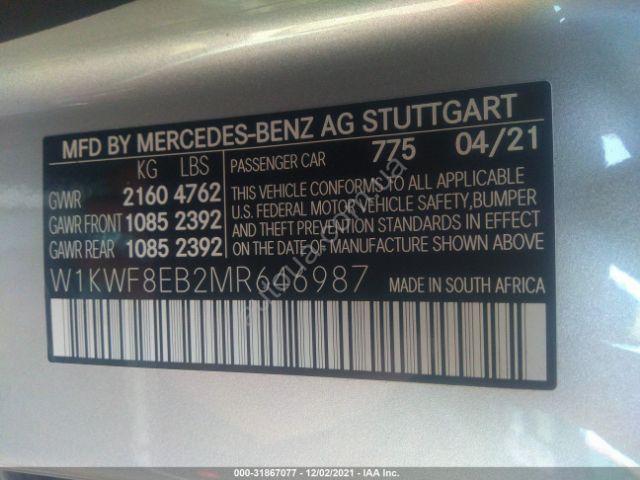 MFD BY MERCEDES-BENZ AG STUTTGART
KG LBS
GVWR 2160 4762
GAWR FRONT 1085 2392
GAWR REAR 1085 2392
PASSENGER CAR 775 04/21
THIS VEHICLE CONFORMS TO ALL APPLICABLE
U.S. FEDERAL MOTOR VEHICLE SAFETY,BUMPER
AND THEFT PREVENTION STANDARDS IN EFFECT
ON THE DATE OF MANUFACTURE SHOWN ABOVE.
W1KWF8EB2MR646987
MADE IN SOUTH AFRICA
000-31867077 - 12/02/2021 - IAA Inc.